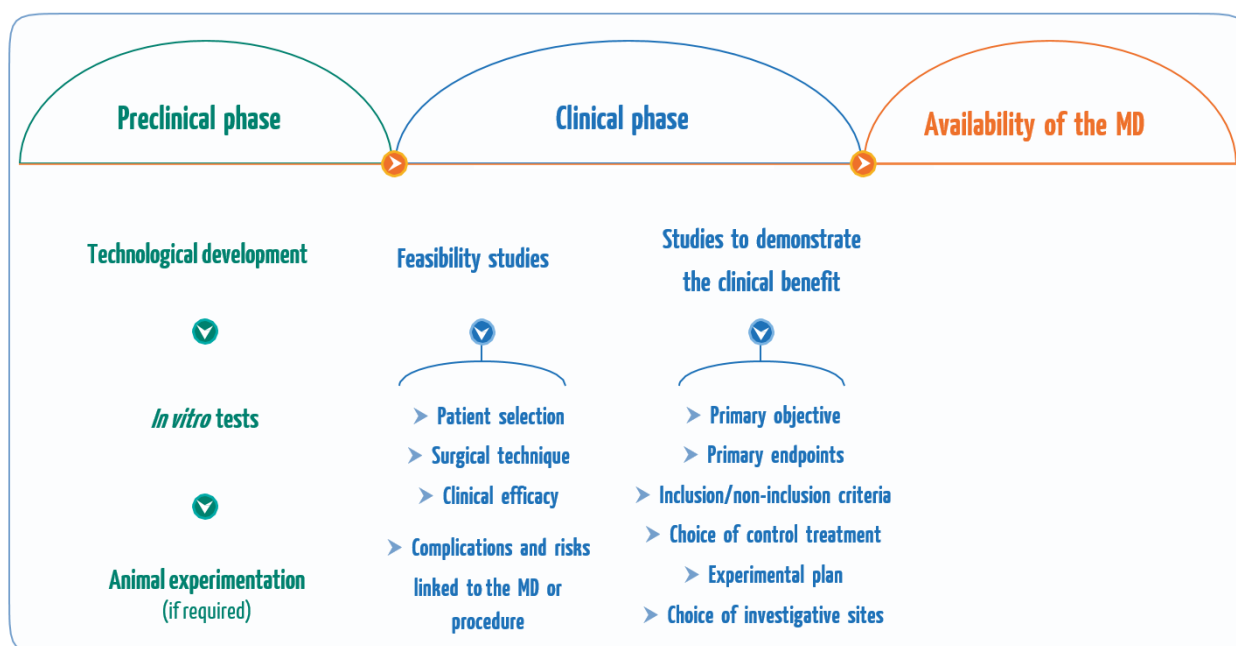 Preclinical phase
Clinical phase
Availability of the MD
Technological development
In vitro tests
Animal experimentation
(if required)
Feasibility studies
Patient selection
Surgical technique
Clinical efficacy
Complications and risks
linked to the MD or
procedure
Studies to demonstrate
the clinical benefit
Primary objective
Primary endpoints
Inclusion/non-inclusion criteria
Choice of control treatment
Experimental plan
Choice of investigative sites